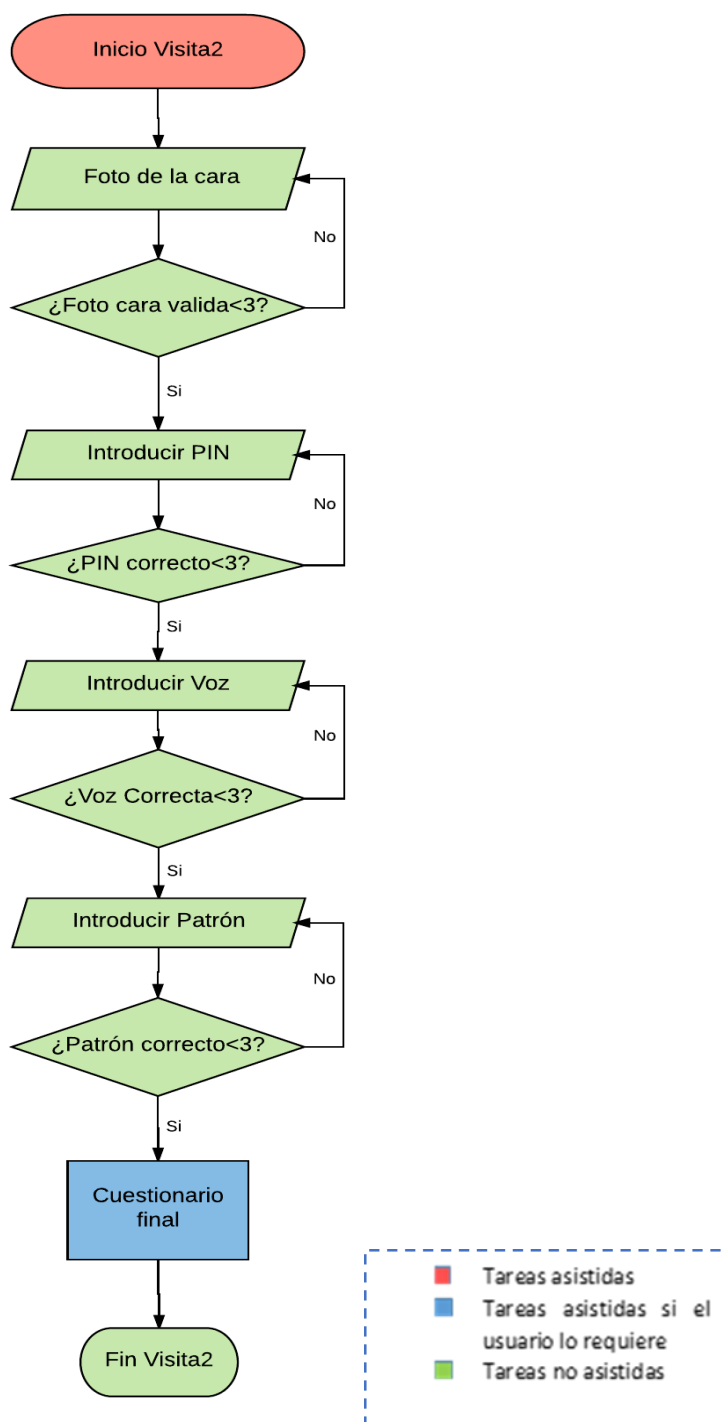 Inicio Visita2
Foto de la cara
No
¿Foto cara valida<3?
Si
Introducir PIN
No
¿PIN correcto<3?
Si
Introducir Voz
No
¿Voz Correcta<3?
Si
Introducir Patrón
No
¿Patrón correcto<3?
Si
Cuestionario
final
Fin Visita2
Tareas asistidas
Tareas asistidas si el
usuario lo requiere
Tareas no asistidas